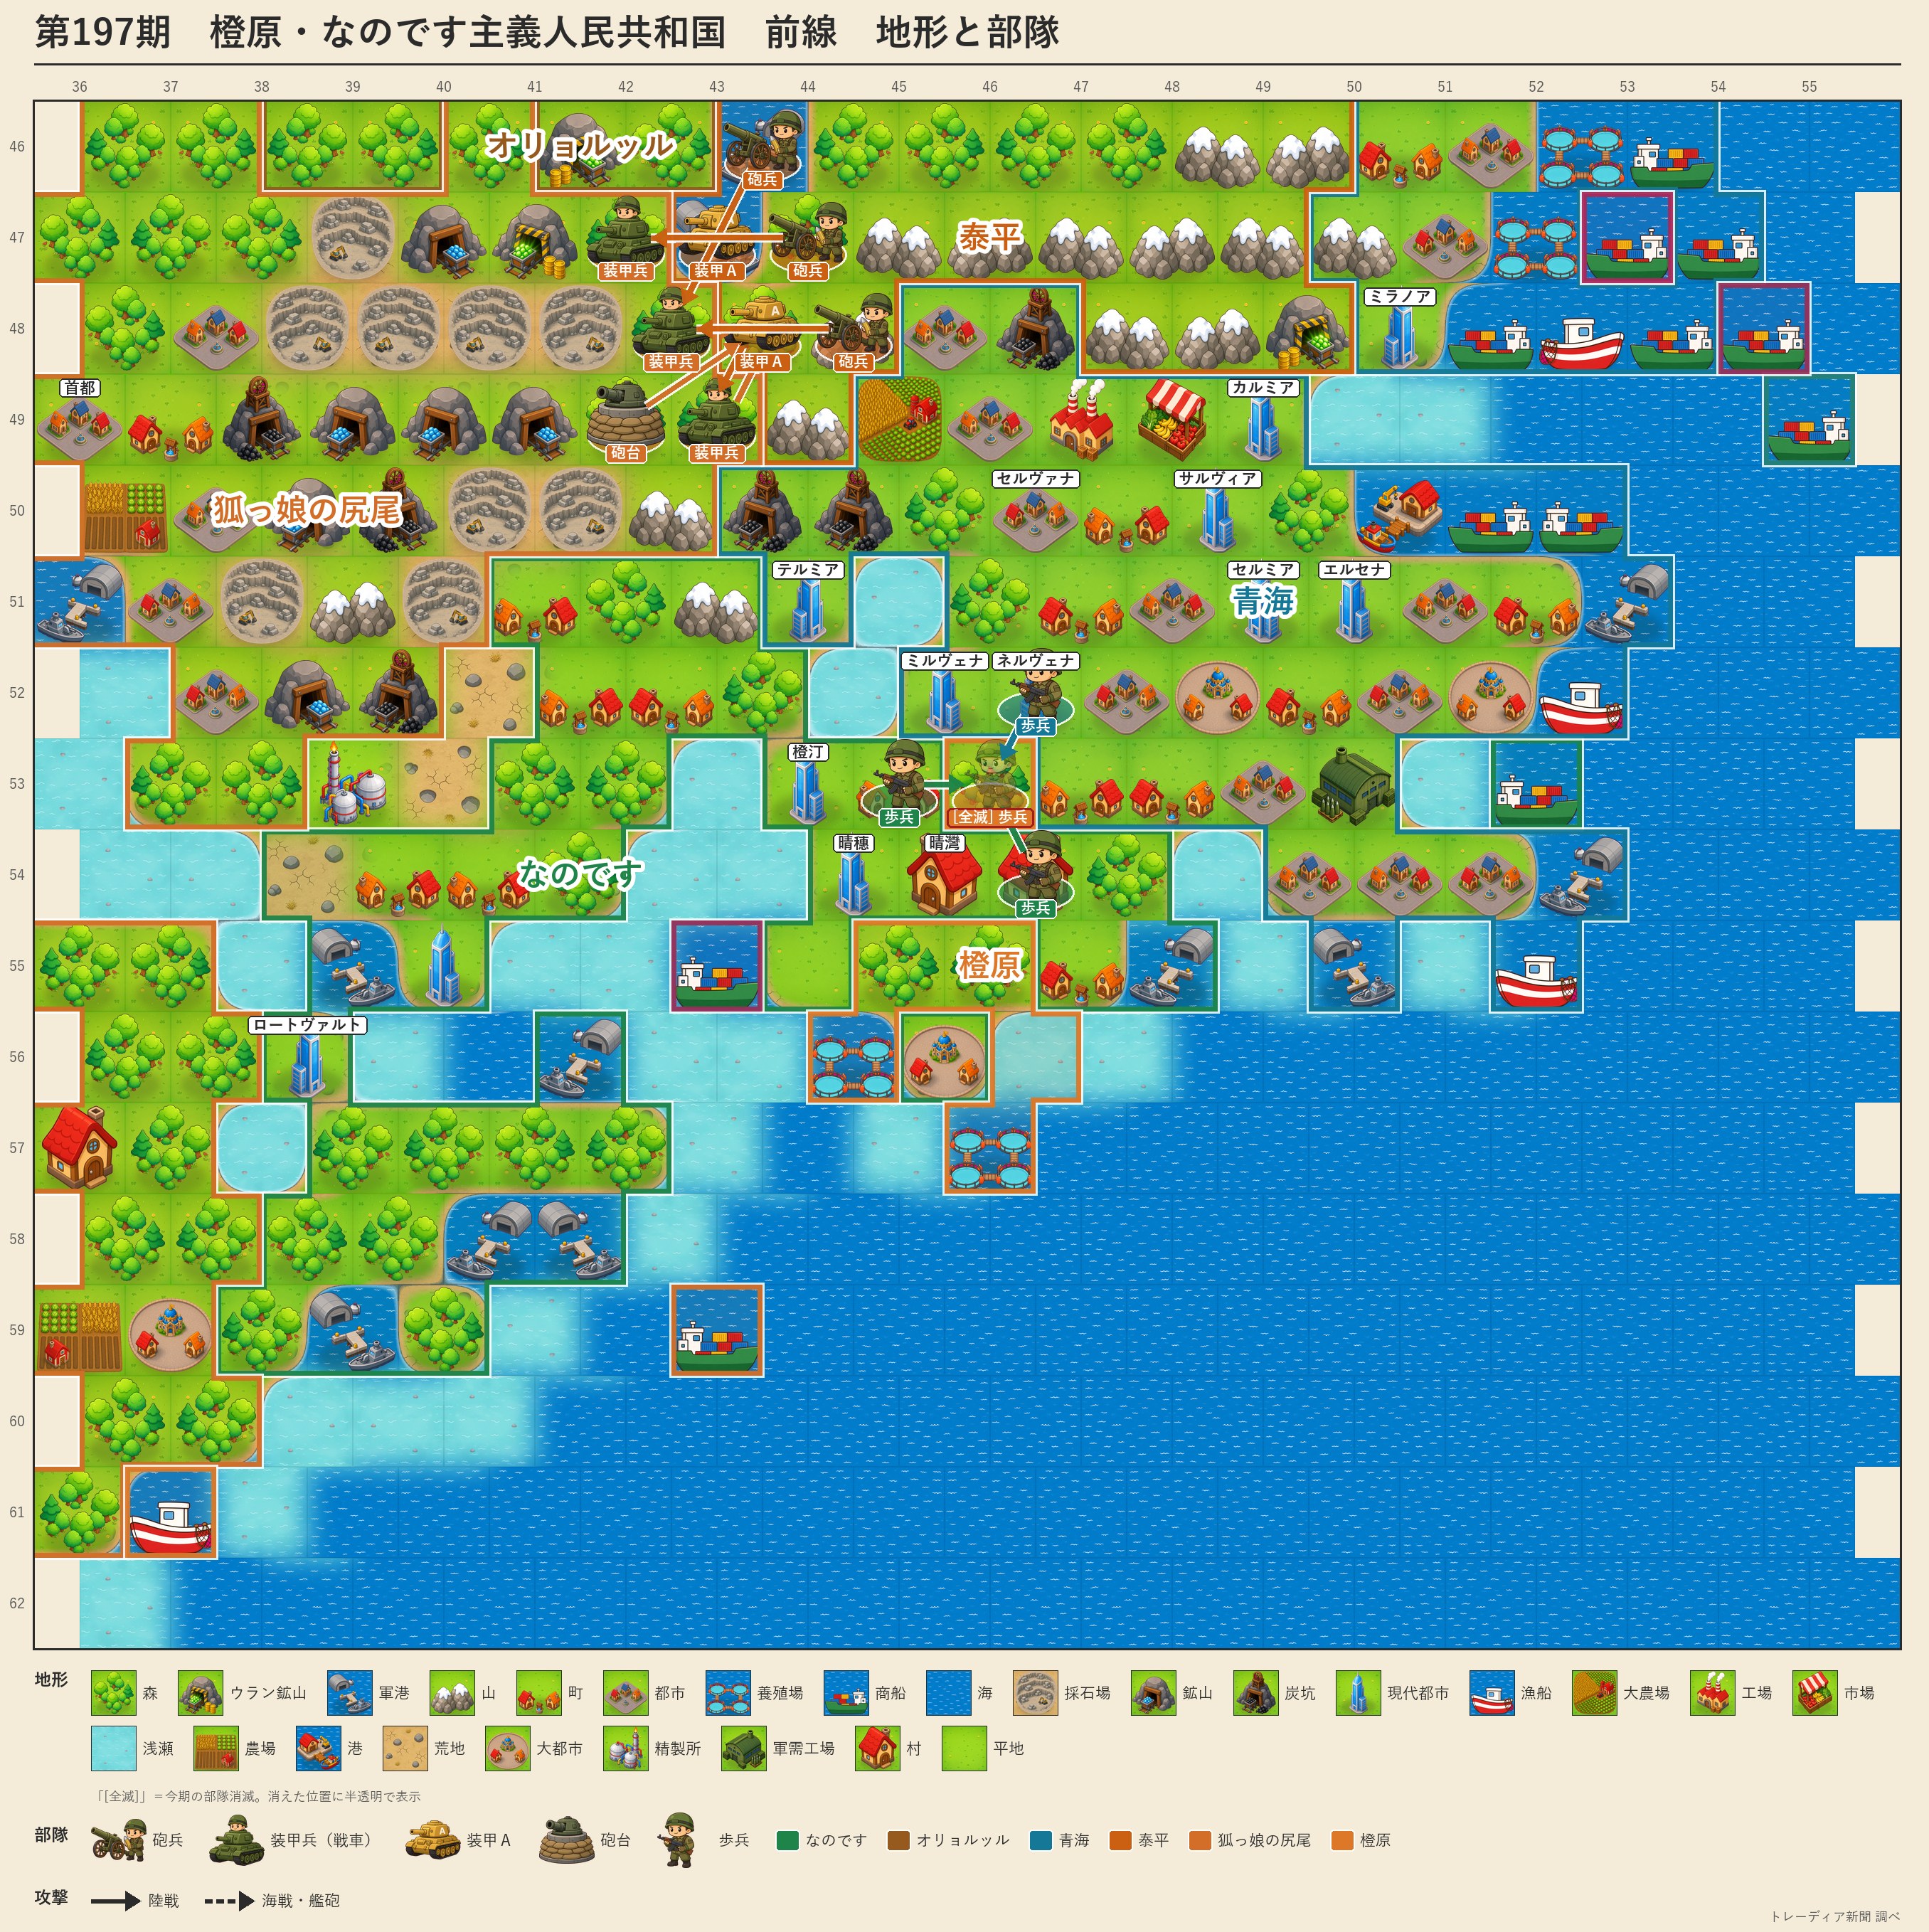 第197期　橙原・なのです主義人民共和国　前線　地形と部隊
36 37 38 39 40 41 42 43 44 45 46 47 48 49 50 51 52 53 54 55
46
オリョルッル
砲兵
47
泰平
装甲兵 装甲A 砲兵
48
ミラノア
A
装甲兵 装甲A 砲兵
49
首都 カルミア
砲台 装甲兵
50
セルヴァナ サルヴィア
狐っ娘の尻尾
51
テルミア セルミア エルセナ
青海
52
ミルヴェナ ネルヴェナ
歩兵
53
橙汀
歩兵 [全滅] 歩兵
54
晴穂 晴灣
なのです
歩兵
55
橙原
56
ロートヴァルト
57
58
59
60
61
62
地形 森 ウラン鉱山 軍港 山 町 都市 養殖場 商船 海 採石場 鉱山 炭坑 現代都市 漁船 大農場 工場 市場
浅瀬 農場 港 荒地 大都市 精製所 軍需工場 村 平地
「[全滅]」＝今期の部隊消滅。消えた位置に半透明で表示
部隊 砲兵 装甲兵（戦車） A 装甲A 砲台 歩兵 なのです オリョルッル 青海 泰平 狐っ娘の尻尾 橙原
攻撃 陸戦 海戦・艦砲
トレーディア新聞 調べ